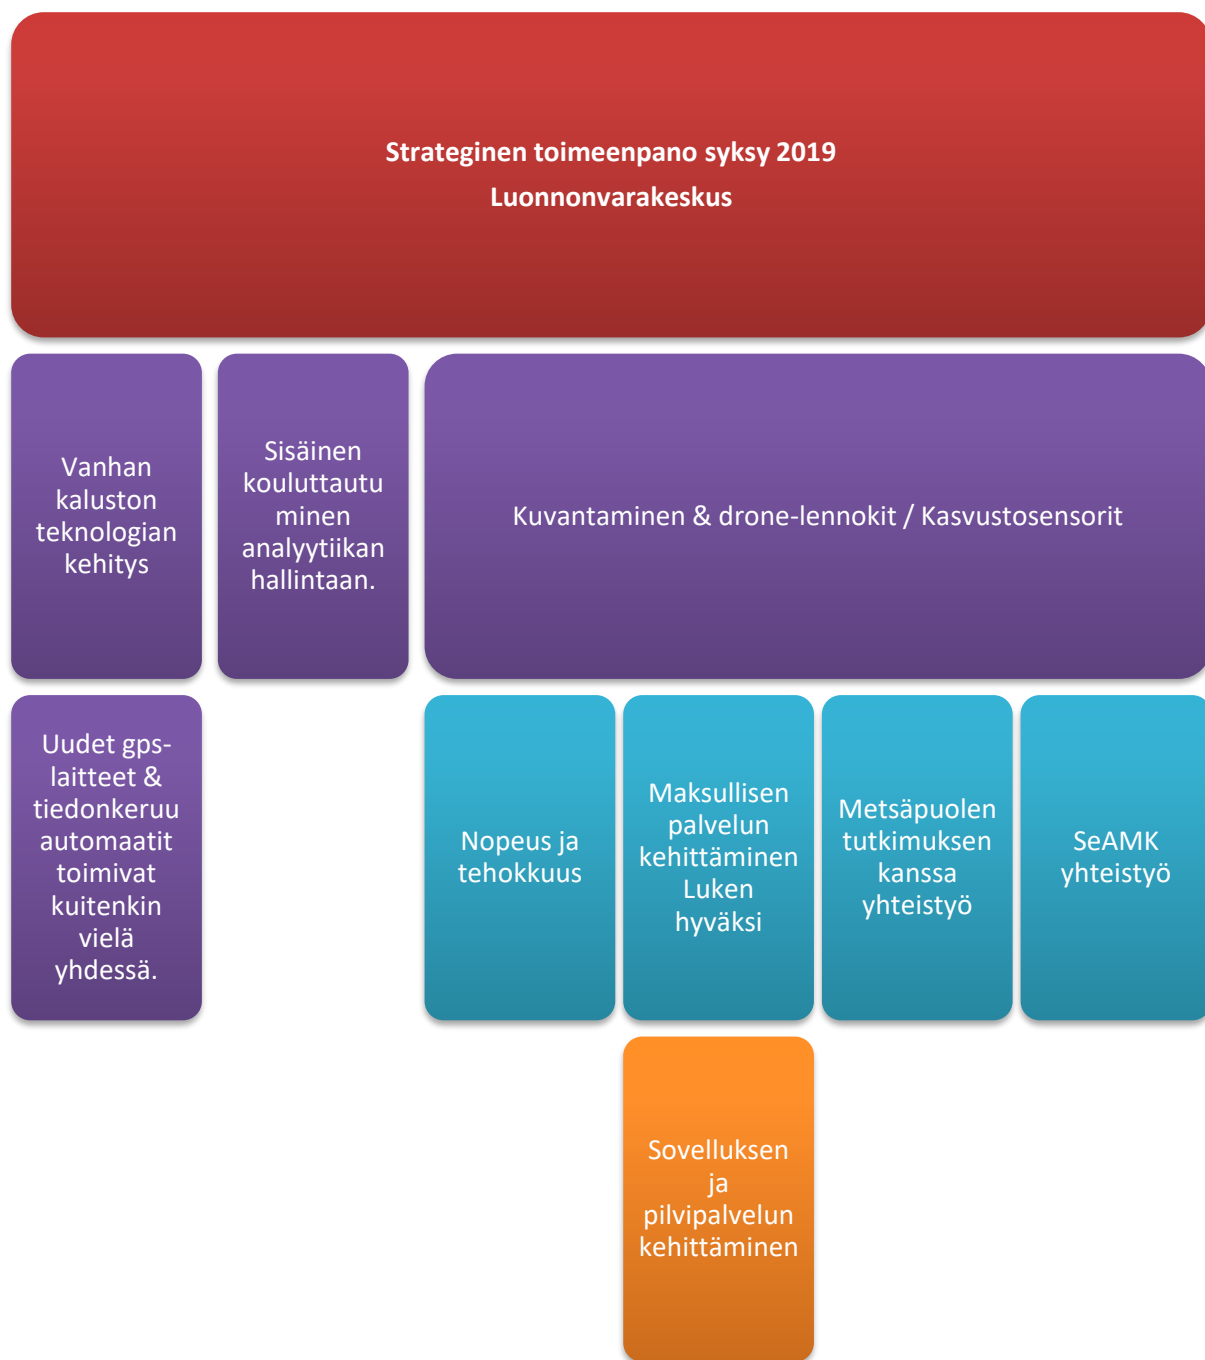 Strateginen toimeenpano syksy 2019
Luonnonvarakeskus
Vanhan
kaluston
teknologian
kehitys
Sisäinen
kouluttautu
minen
analyytiikan
hallintaan.
Kuvantaminen & drone-lennokit / Kasvustosensorit
Uudet gps-
laitteet &
tiedonkeruu
automaatit
toimivat
kuitenkin
vielä
yhdessä.
Nopeus ja
tehokkuus
Maksullisen
palvelun
kehittäminen
Luken
hyväksi
Metsäpuolen
tutkimuksen
kanssa
yhteistyö
SeAMK
yhteistyö
Sovelluksen
ja
pilvipalvelun
kehittäminen